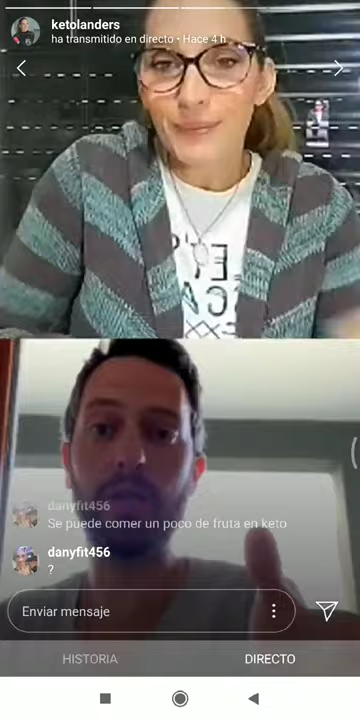 ketolanders
ha transmitido en directo • Hace 4 h
danyfit456
Se puede comer un poco de fruta en keto
danyfit456
?
Enviar mensaje
HISTORIA
DIRECTO